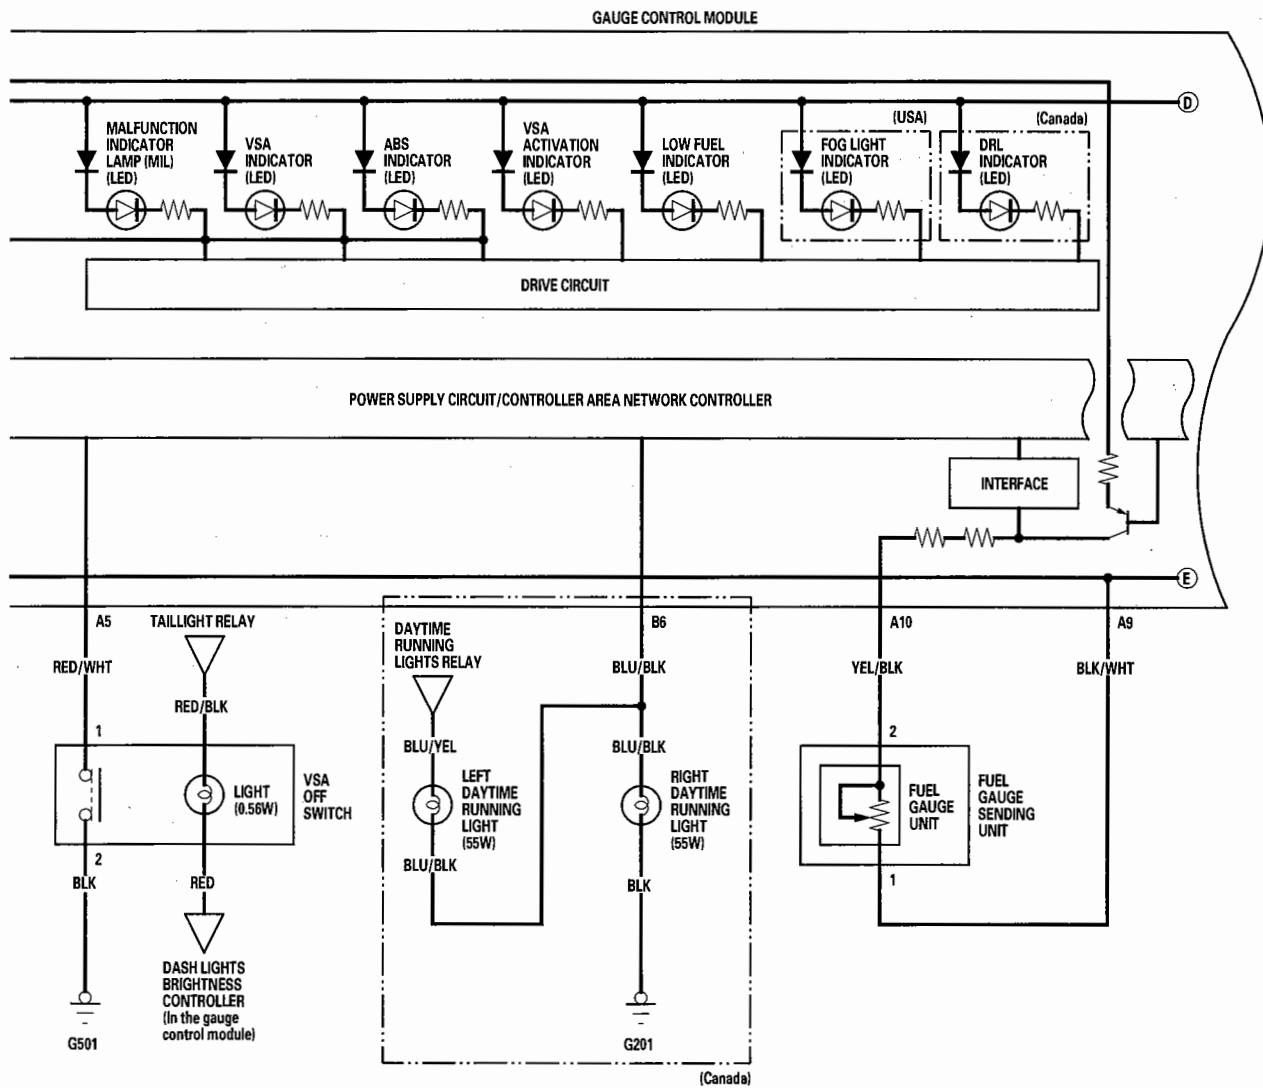 GAUGE CONTROL MODULE
D
(USA)
(Canada)
MALFUNCTION
INDICATOR
LAMP (MIL)
(LED)
VSA
INDICATOR
(LED)
ABS
INDICATOR
(LED)
VSA
ACTIVATION
INDICATOR
(LED)
LOW FUEL
INDICATOR
(LED)
FOG LIGHT
INDICATOR
(LED)
DRL
INDICATOR
(LED)
DRIVE CIRCUIT
POWER SUPPLY CIRCUIT/CONTROLLER AREA NETWORK CONTROLLER
INTERFACE
E
A5
B6
A10
A9
TAILLIGHT RELAY
DAYTIME
RUNNING
LIGHTS RELAY
RED/WHT
BLU/BLK
YEL/BLK
BLK/WHT
RED/BLK
1
2
BLU/YEL
BLU/BLK
LIGHT
(0.56W)
VSA
OFF
SWITCH
LEFT
DAYTIME
RUNNING
LIGHT
(55W)
RIGHT
DAYTIME
RUNNING
LIGHT
(55W)
FUEL
GAUGE
UNIT
FUEL
GAUGE
SENDING
UNIT
2
BLU/BLK
1
BLK
RED
BLK
DASH LIGHTS
BRIGHTNESS
CONTROLLER
(In the gauge
control module)
G501
G201
(Canada)